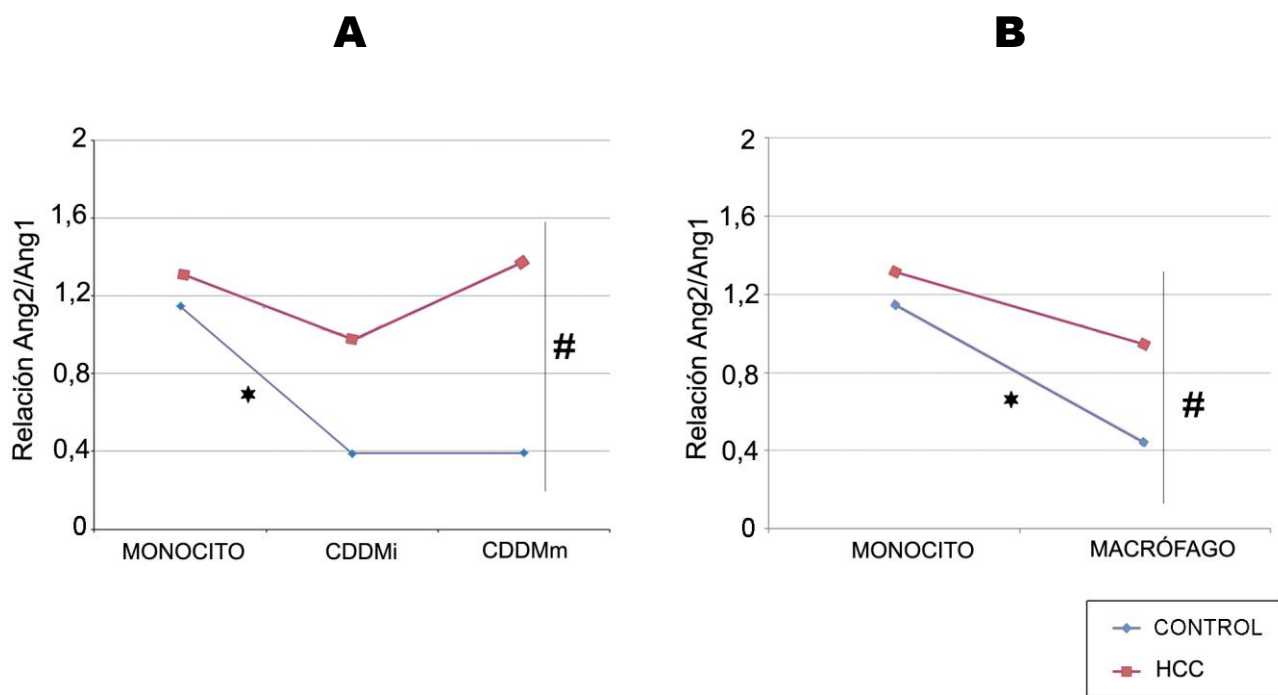 A
2
1,6
1,2
0,8
0,4
0
Relación Ang2/Ang1
*
#
MONOCITO
CDDMi
CDDMm
B
2
1,6
1,2
0,8
0,4
0
Relación Ang2/Ang1
*
#
MONOCITO
MACRÓFAGO
CONTROL
HCC